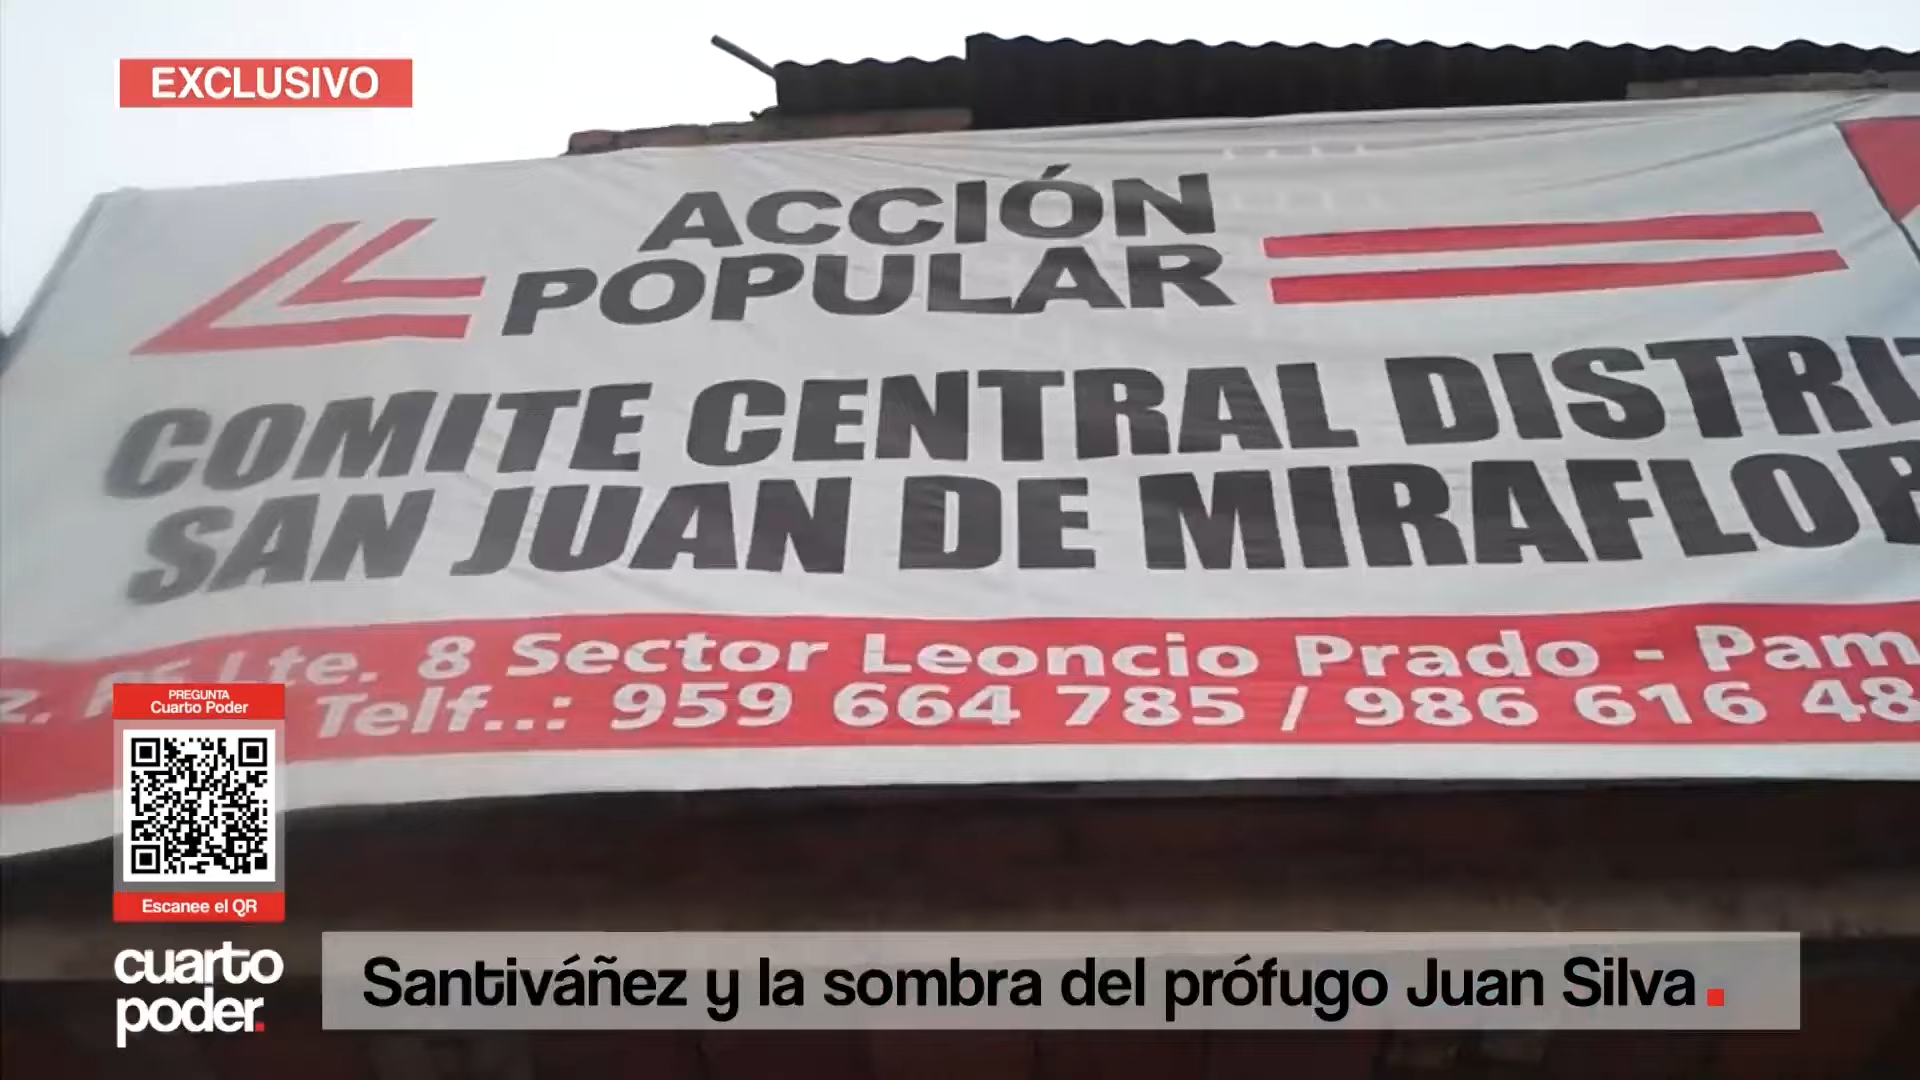 EXCLUSIVO
ACCIÓN
POPULAR
COMITE CENTRAL DISTRI
SAN JUAN DE MIRAFLOR
Lte. 8 Sector Leoncio Prado - Pam
Telf..: 959 664 785 / 986 616 48
PREGUNTA
Cuarto Poder
Escanee el QR
cuarto
poder.
Santiváñez y la sombra del prófugo Juan Silva.